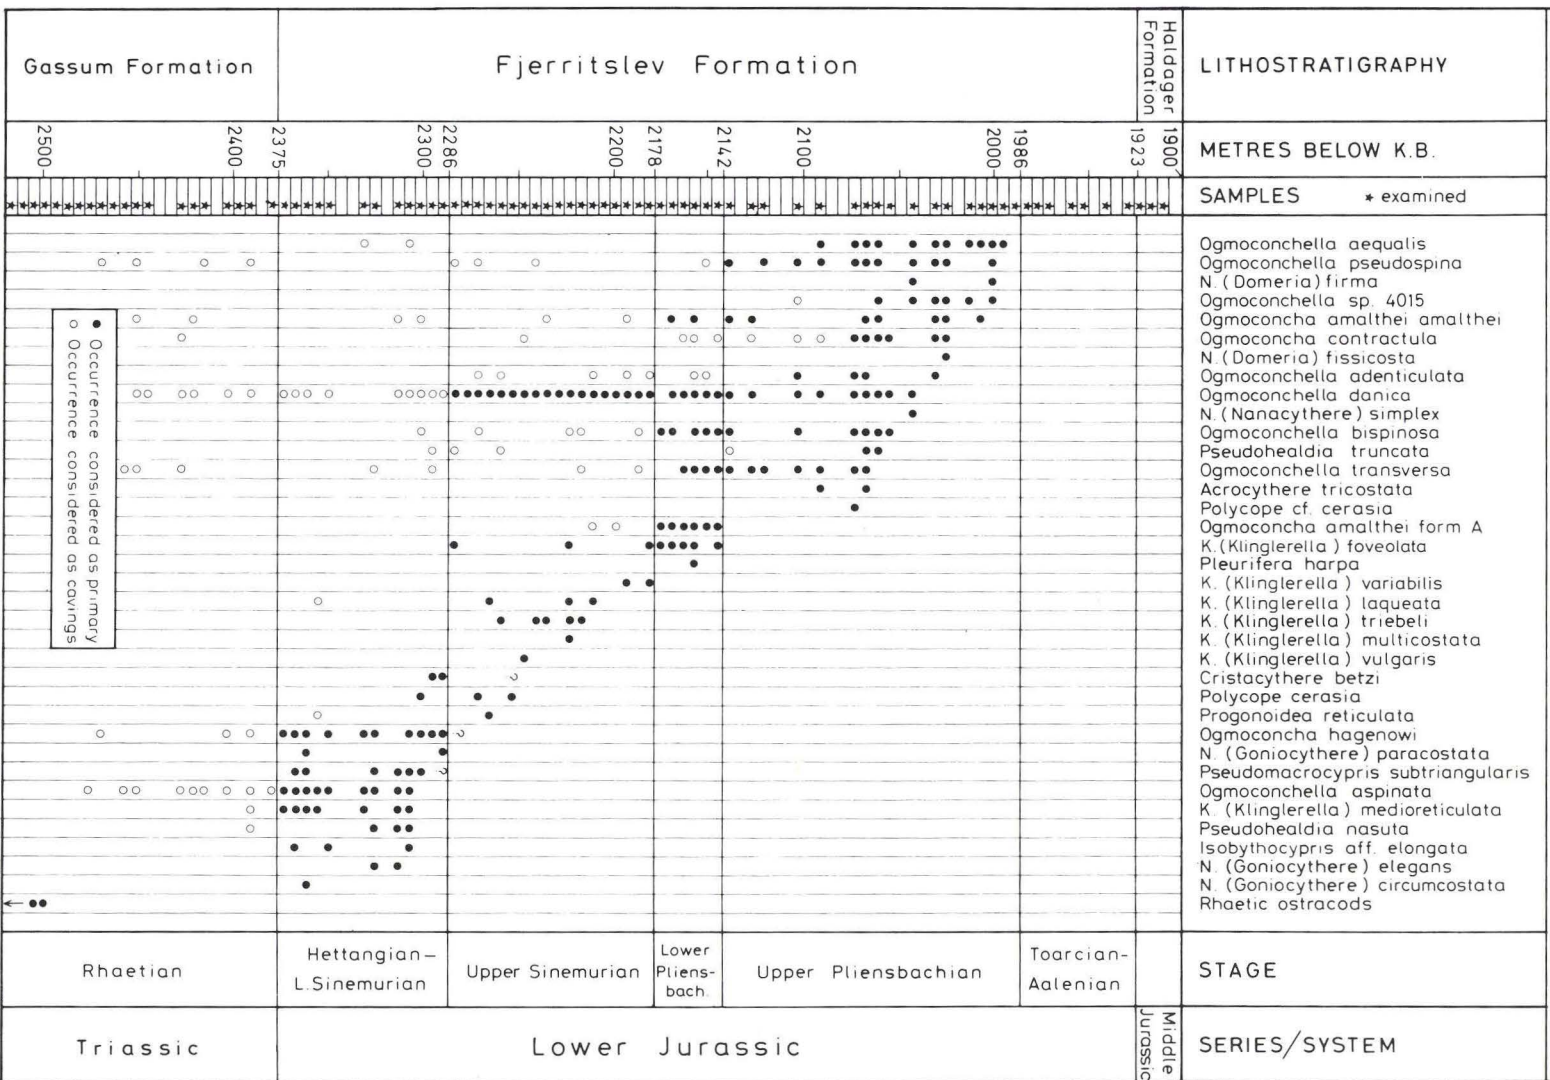 Gassum Formation
Fjerritslev Formation
Haldager
Formation
LITHOSTRATIGRAPHY
2500
2400
2375
2300
2286
2200
2178
2142
2100
2000
1986
1923
1900
METRES BELOW K.B.
SAMPLES ★ examined
Ogmoconchella aequalis
Ogmoconchella pseudospina
N. (Domeria) firma
Ogmoconchella sp. 4015
Ogmoconcha amalthei amalthei
Ogmoconcha contractula
N. (Domeria) fissicosta
Ogmoconchella adenticulata
Ogmoconchella danica
N. (Nanacythere) simplex
Ogmoconchella bispinosa
Pseudohealdia truncata
Ogmoconchella transversa
Acrocythere tricostata
Polycope cf. cerasia
Ogmoconcha amalthei form A
K. (Klinglerella) foveolata
Pleurifera harpa
K. (Klinglerella) variabilis
K. (Klinglerella) laqueata
K. (Klinglerella) triebeli
K. (Klinglerella) multicostata
K. (Klinglerella) vulgaris
Cristacythere betzi
Polycope cerasia
Progonoidea reticulata
Ogmoconcha hagenowi
N. (Goniocythere) paracostata
Pseudomacrocypris subtriangularis
Ogmoconchella aspinata
K. (Klinglerella) medioreticulata
Pseudohealdia nasuta
Isobythocypris aff. elongata
N. (Goniocythere) elegans
N. (Goniocythere) circumcostata
Rhaetic ostracods
● Occurrence considered as primary
○ Occurrence considered as cavings
?
?
?
Rhaetian
Hettangian–
L. Sinemurian
Upper Sinemurian
Lower
Pliens-
bach.
Upper Pliensbachian
Toarcian-
Aalenian
STAGE
Triassic
Lower Jurassic
Middle
Jurassic
SERIES/SYSTEM